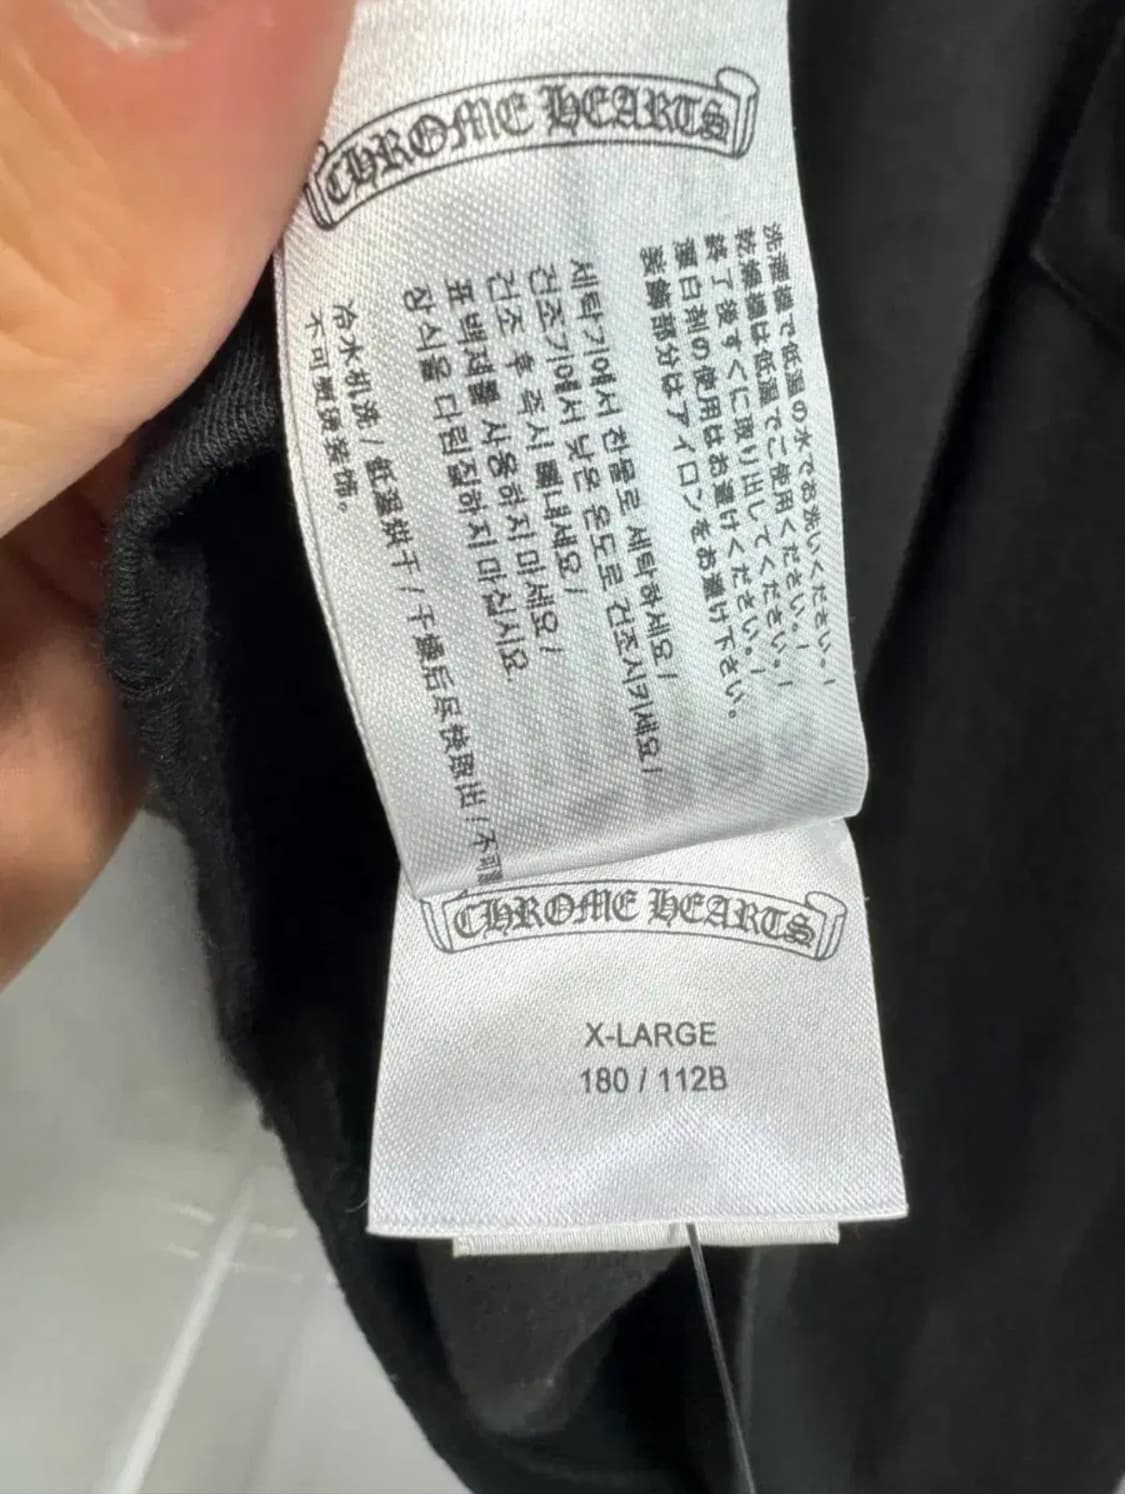 CHROME HEARTS
洗濯機で低温の水でお洗いください。/
乾燥機は低温でご使用ください。/
終了後すぐに取り出してください。/
漂白剤の使用はお避けください。/
装飾部分はアイロンをお避け下さい。
세탁기에서 찬물로 세탁하세요 /
건조기에서 낮은 온도로 건조시키세요 /
건조 후 즉시 빼내세요 /
표백제를 사용하지 마세요 /
장식을 다림질하지 마십시요.
冷水机洗 / 低温烘干 / 干燥后尽快取出 / 不可
不可熨烫装饰。
CHROME HEARTS
X-LARGE
180 / 112B